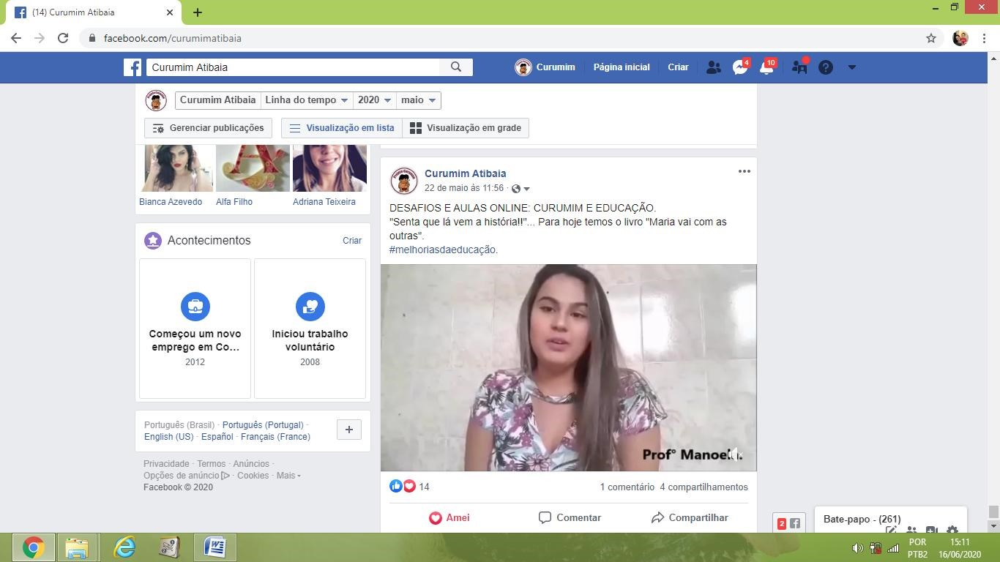 (14) Curumim Atibaia
facebook.com/curumimatibaia
Curumim Atibaia
Curumim
Página inicial
Criar
4
10
Curumim Atibaia
Linha do tempo
2020
maio
Gerenciar publicações
Visualização em lista
Visualização em grade
Bianca Azevedo
Alfa Filho
Adriana Teixeira
Acontecimentos
Criar
Começou um novo
emprego em Co...
2012
Iniciou trabalho
voluntário
2008
Português (Brasil) · Português (Portugal) ·
English (US) · Español · Français (France)
Privacidade · Termos · Anúncios ·
Opções de anúncio · Cookies · Mais
Facebook © 2020
Curumim Atibaia
22 de maio às 11:56 ·
DESAFIOS E AULAS ONLINE: CURUMIM E EDUCAÇÃO.
"Senta que lá vem a história!!"... Para hoje temos o livro "Maria vai com as
outras".
#melhoriasdaeducação.
Prof° Manoela.
14
1 comentário 4 compartilhamentos
Amei
Comentar
Compartilhar
2
Bate-papo - (261)
POR
PTB2
15:11
16/06/2020